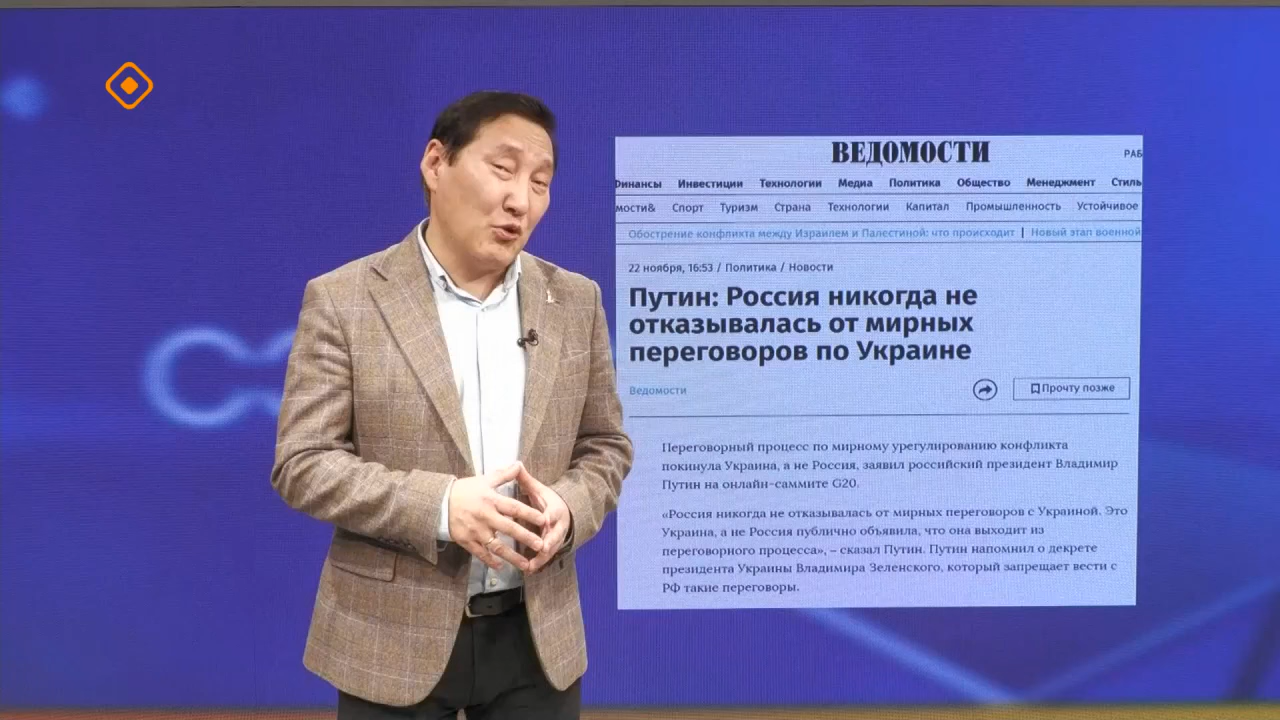 ВЕДОМОСТИ
РАБ
Финансы Инвестиции Технологии Медиа Политика Общество Менеджмент Стиль
мости& Спорт Туризм Страна Технологии Капитал Промышленность Устойчивое
Обострение конфликта между Израилем и Палестиной: что происходит | Новый этап военной
22 ноября, 16:53 / Политика / Новости
Путин: Россия никогда не
отказывалась от мирных
переговоров по Украине
Ведомости
Прочту позже
Переговорный процесс по мирному урегулированию конфликта
покинула Украина, а не Россия, заявил российский президент Владимир
Путин на онлайн-саммите G20.
«Россия никогда не отказывалась от мирных переговоров с Украиной. Это
Украина, а не Россия публично объявила, что она выходит из
переговорного процесса», – сказал Путин. Путин напомнил о декрете
президента Украины Владимира Зеленского, который запрещает вести с
РФ такие переговоры.